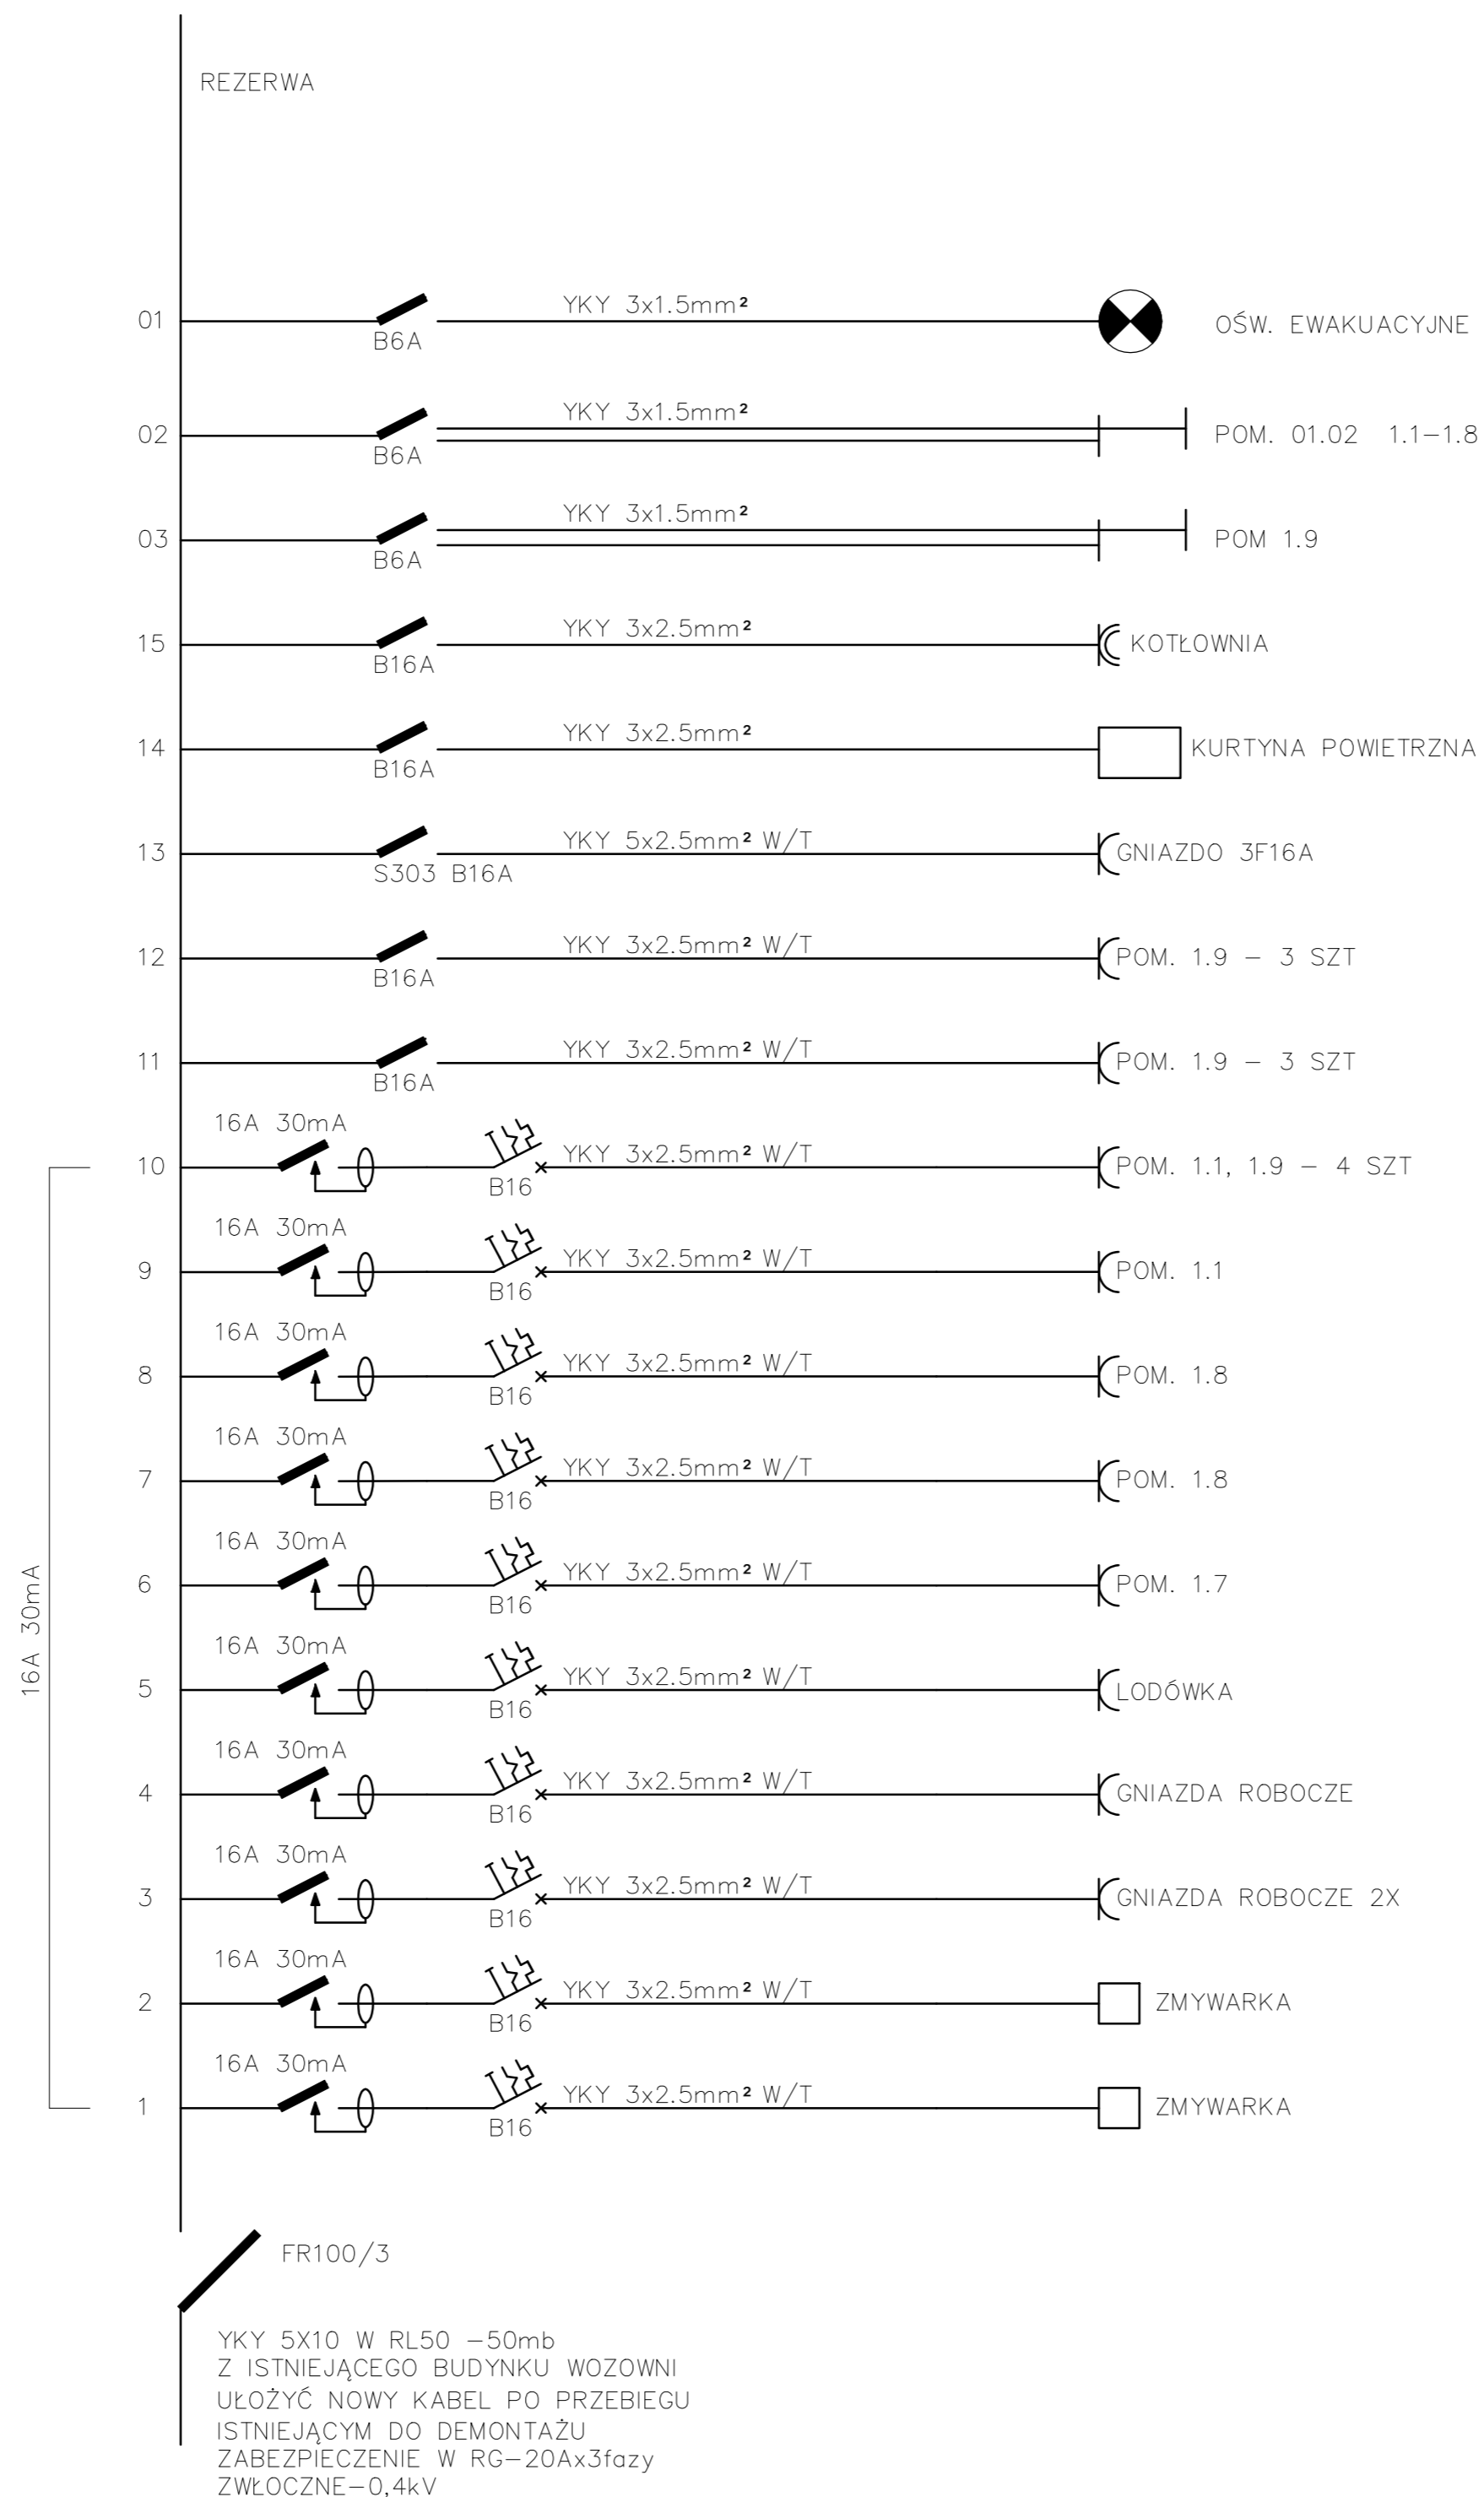 REZERWA
01 B6A YKY 3x1.5mm² OŚW. EWAKUACYJNE
02 B6A YKY 3x1.5mm² POM. 01.02 1.1-1.8
03 B6A YKY 3x1.5mm² POM 1.9
15 B16A YKY 3x2.5mm² KOTŁOWNIA
14 B16A YKY 3x2.5mm² KURTYNA POWIETRZNA
13 S303 B16A YKY 5x2.5mm² W/T GNIAZDO 3F16A
12 B16A YKY 3x2.5mm² W/T POM. 1.9 - 3 SZT
11 B16A YKY 3x2.5mm² W/T POM. 1.9 - 3 SZT
10 16A 30mA B16 YKY 3x2.5mm² W/T POM. 1.1, 1.9 - 4 SZT
9 16A 30mA B16 YKY 3x2.5mm² W/T POM. 1.1
8 16A 30mA B16 YKY 3x2.5mm² W/T POM. 1.8
7 16A 30mA B16 YKY 3x2.5mm² W/T POM. 1.8
6 16A 30mA B16 YKY 3x2.5mm² W/T POM. 1.7
16A 30mA
5 16A 30mA B16 YKY 3x2.5mm² W/T LODÓWKA
4 16A 30mA B16 YKY 3x2.5mm² W/T GNIAZDA ROBOCZE
3 16A 30mA B16 YKY 3x2.5mm² W/T GNIAZDA ROBOCZE 2X
2 16A 30mA B16 YKY 3x2.5mm² W/T ZMYWARKA
1 16A 30mA B16 YKY 3x2.5mm² W/T ZMYWARKA
FR100/3
YKY 5X10 W RL50 -50mb
Z ISTNIEJĄCEGO BUDYNKU WOZOWNI
UŁOŻYĆ NOWY KABEL PO PRZEBIEGU
ISTNIEJĄCYM DO DEMONTAŻU
ZABEZPIECZENIE W RG-20Ax3fazy
ZWŁOCZNE-0,4kV